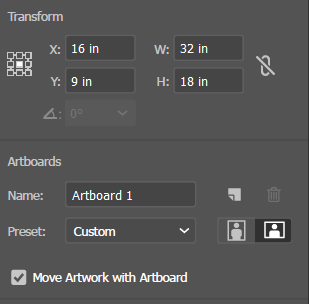 Transform
X: 16 in W: 32 in
Y: 9 in H: 18 in
0°
Artboards
Name: Artboard 1
Preset: Custom
Move Artwork with Artboard